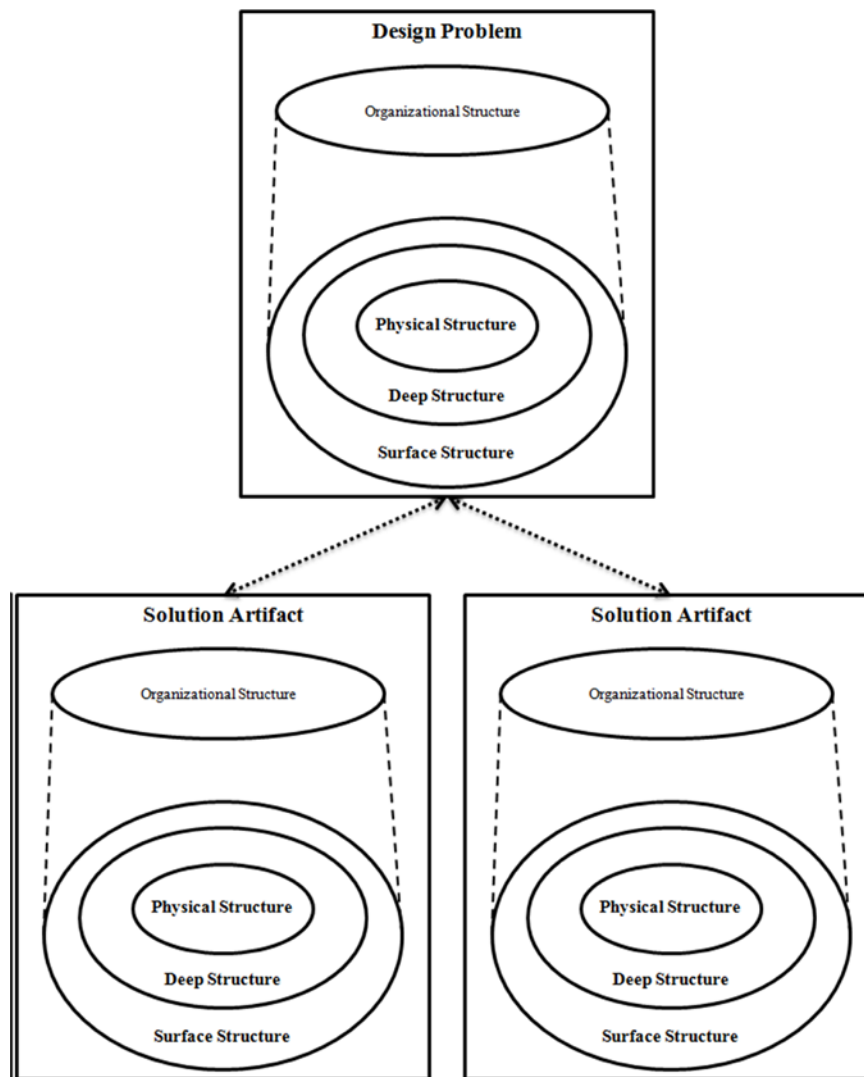 Design Problem
Organizational Structure
Physical Structure
Deep Structure
Surface Structure
Solution Artifact
Organizational Structure
Physical Structure
Deep Structure
Surface Structure
Solution Artifact
Organizational Structure
Physical Structure
Deep Structure
Surface Structure